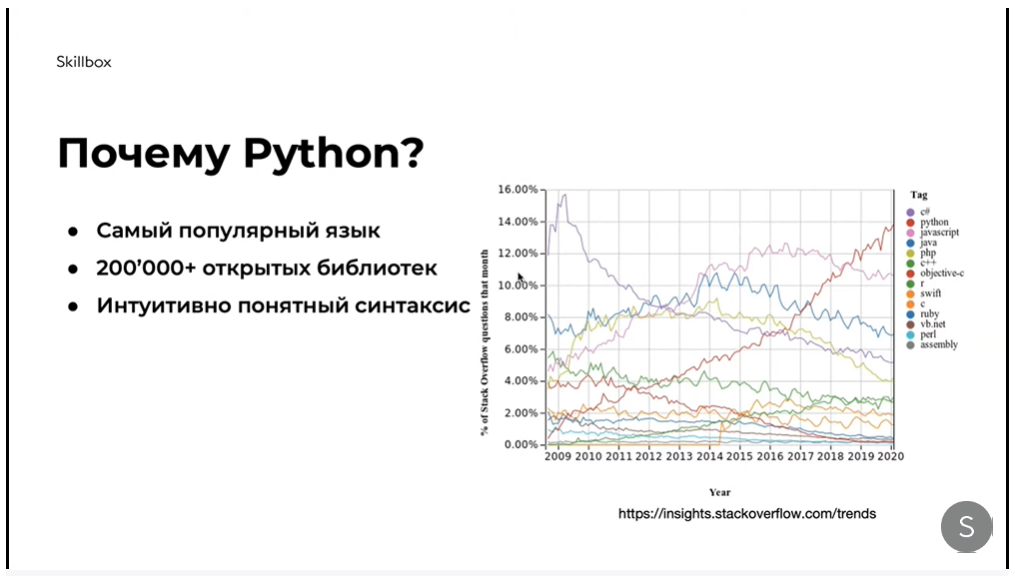 Skillbox
Почему Python?
● Самый популярный язык
● 200’000+ открытых библиотек
● Интуитивно понятный синтаксис
% of Stack Overflow questions that month
16.00%
14.00%
12.00%
10.00%
8.00%
6.00%
4.00%
2.00%
0.00%
2009 2010 2011 2012 2013 2014 2015 2016 2017 2018 2019 2020
Year
Tag
c#
python
javascript
java
php
c++
objective-c
r
swift
c
ruby
vb.net
perl
assembly
https://insights.stackoverflow.com/trends
S